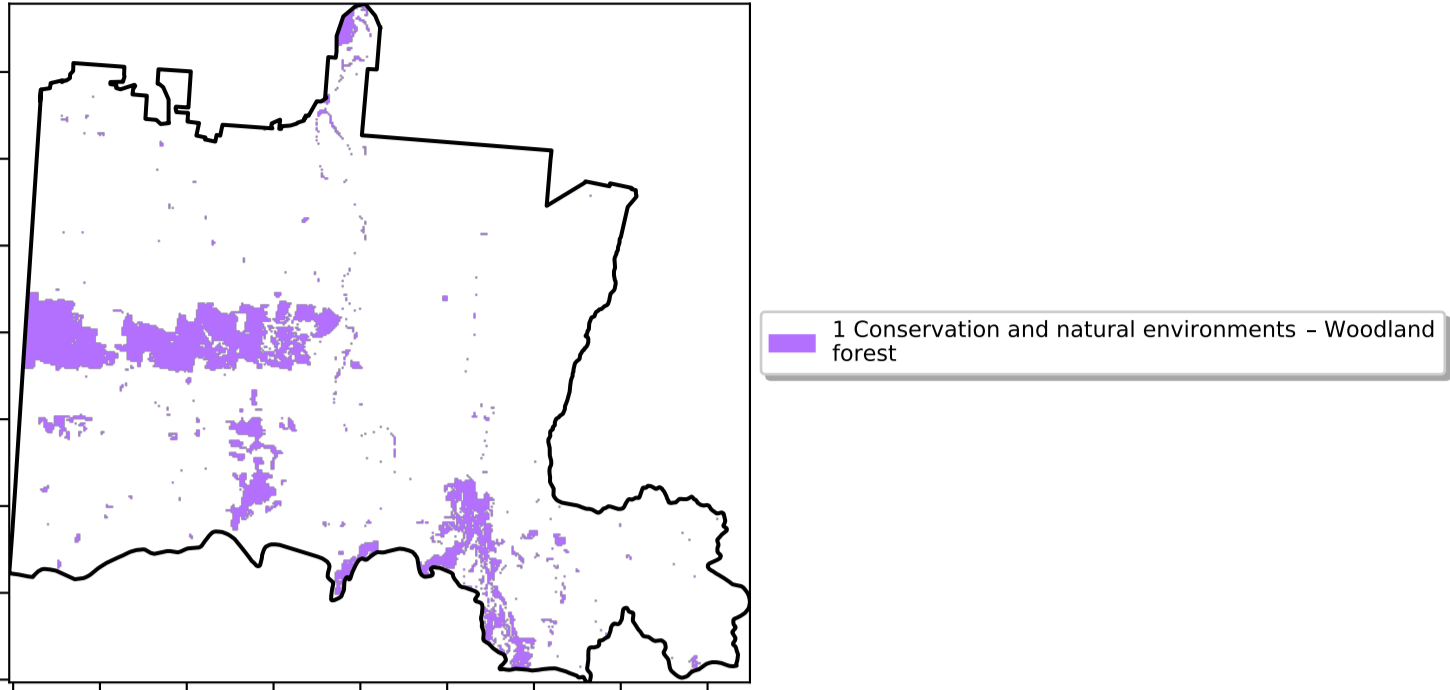 1 Conservation and natural environments – Woodland
forest